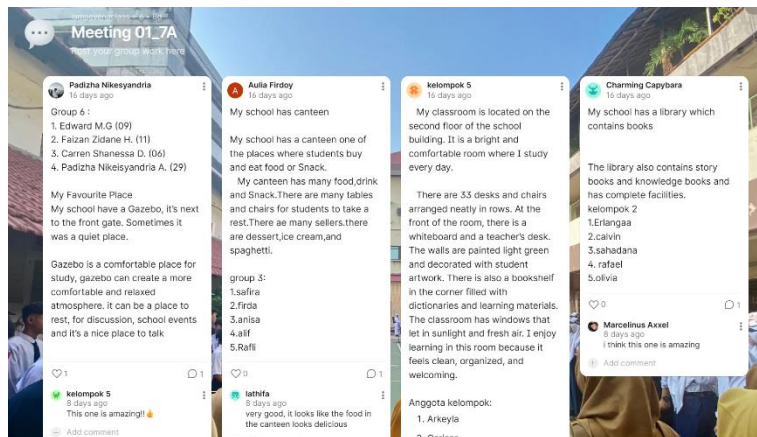 Meeting 01_7A
Post your group work here
Padizha Nikesyandria
16 days ago
Group 6 :
1. Edward M.G (09)
2. Faizan Zidane H. (11)
3. Carren Shanessa D. (06)
4. Padizha Nikeisyandria A. (29)
My Favourite Place
My school have a Gazebo, it's next
to the front gate. Sometimes it
was a quiet place.
Gazebo is a comfortable place for
study, gazebo can create a more
comfortable and relaxed
atmosphere. it can be a place to
rest, for discussion, school events
and it's a nice place to talk
1
1
kelompok 5
8 days ago
This one is amazing!!👍
Add comment
A
Aulia Firdoy
16 days ago
My school has canteen
My school has a canteen one of
the places where students buy
and eat food or Snack.
My canteen has many food,drink
and Snack.There are many tables
and chairs for students to take a
rest.There ae many sellers.there
are dessert,ice cream,and
spaghetti.
group 3:
1.safira
2.firda
3.anisa
4.alif
5.Rafli
0
1
lathifa
8 days ago
very good, it looks like the food in
the canteen looks delicious
kelompok 5
16 days ago
My classroom is located on the
second floor of the school
building. It is a bright and
comfortable room where I study
every day.
There are 33 desks and chairs
arranged neatly in rows. At the
front of the room, there is a
whiteboard and a teacher's desk.
The walls are painted light green
and decorated with student
artwork. There is also a bookshelf
in the corner filled with
dictionaries and learning materials.
The classroom has windows that
let in sunlight and fresh air. I enjoy
learning in this room because it
feels clean, organized, and
welcoming.
Anggota kelompok:
1. Arkeyla
Charming Capybara
16 days ago
My school has a library which
contains books
The library also contains story
books and knowledge books and
has complete facilities.
kelompok 2
1.Erlangaa
2.calvin
3.sahadana
4. rafael
5.olivia
0
1
Marcelinus Axxel
8 days ago
i think this one is amazing
Add comment